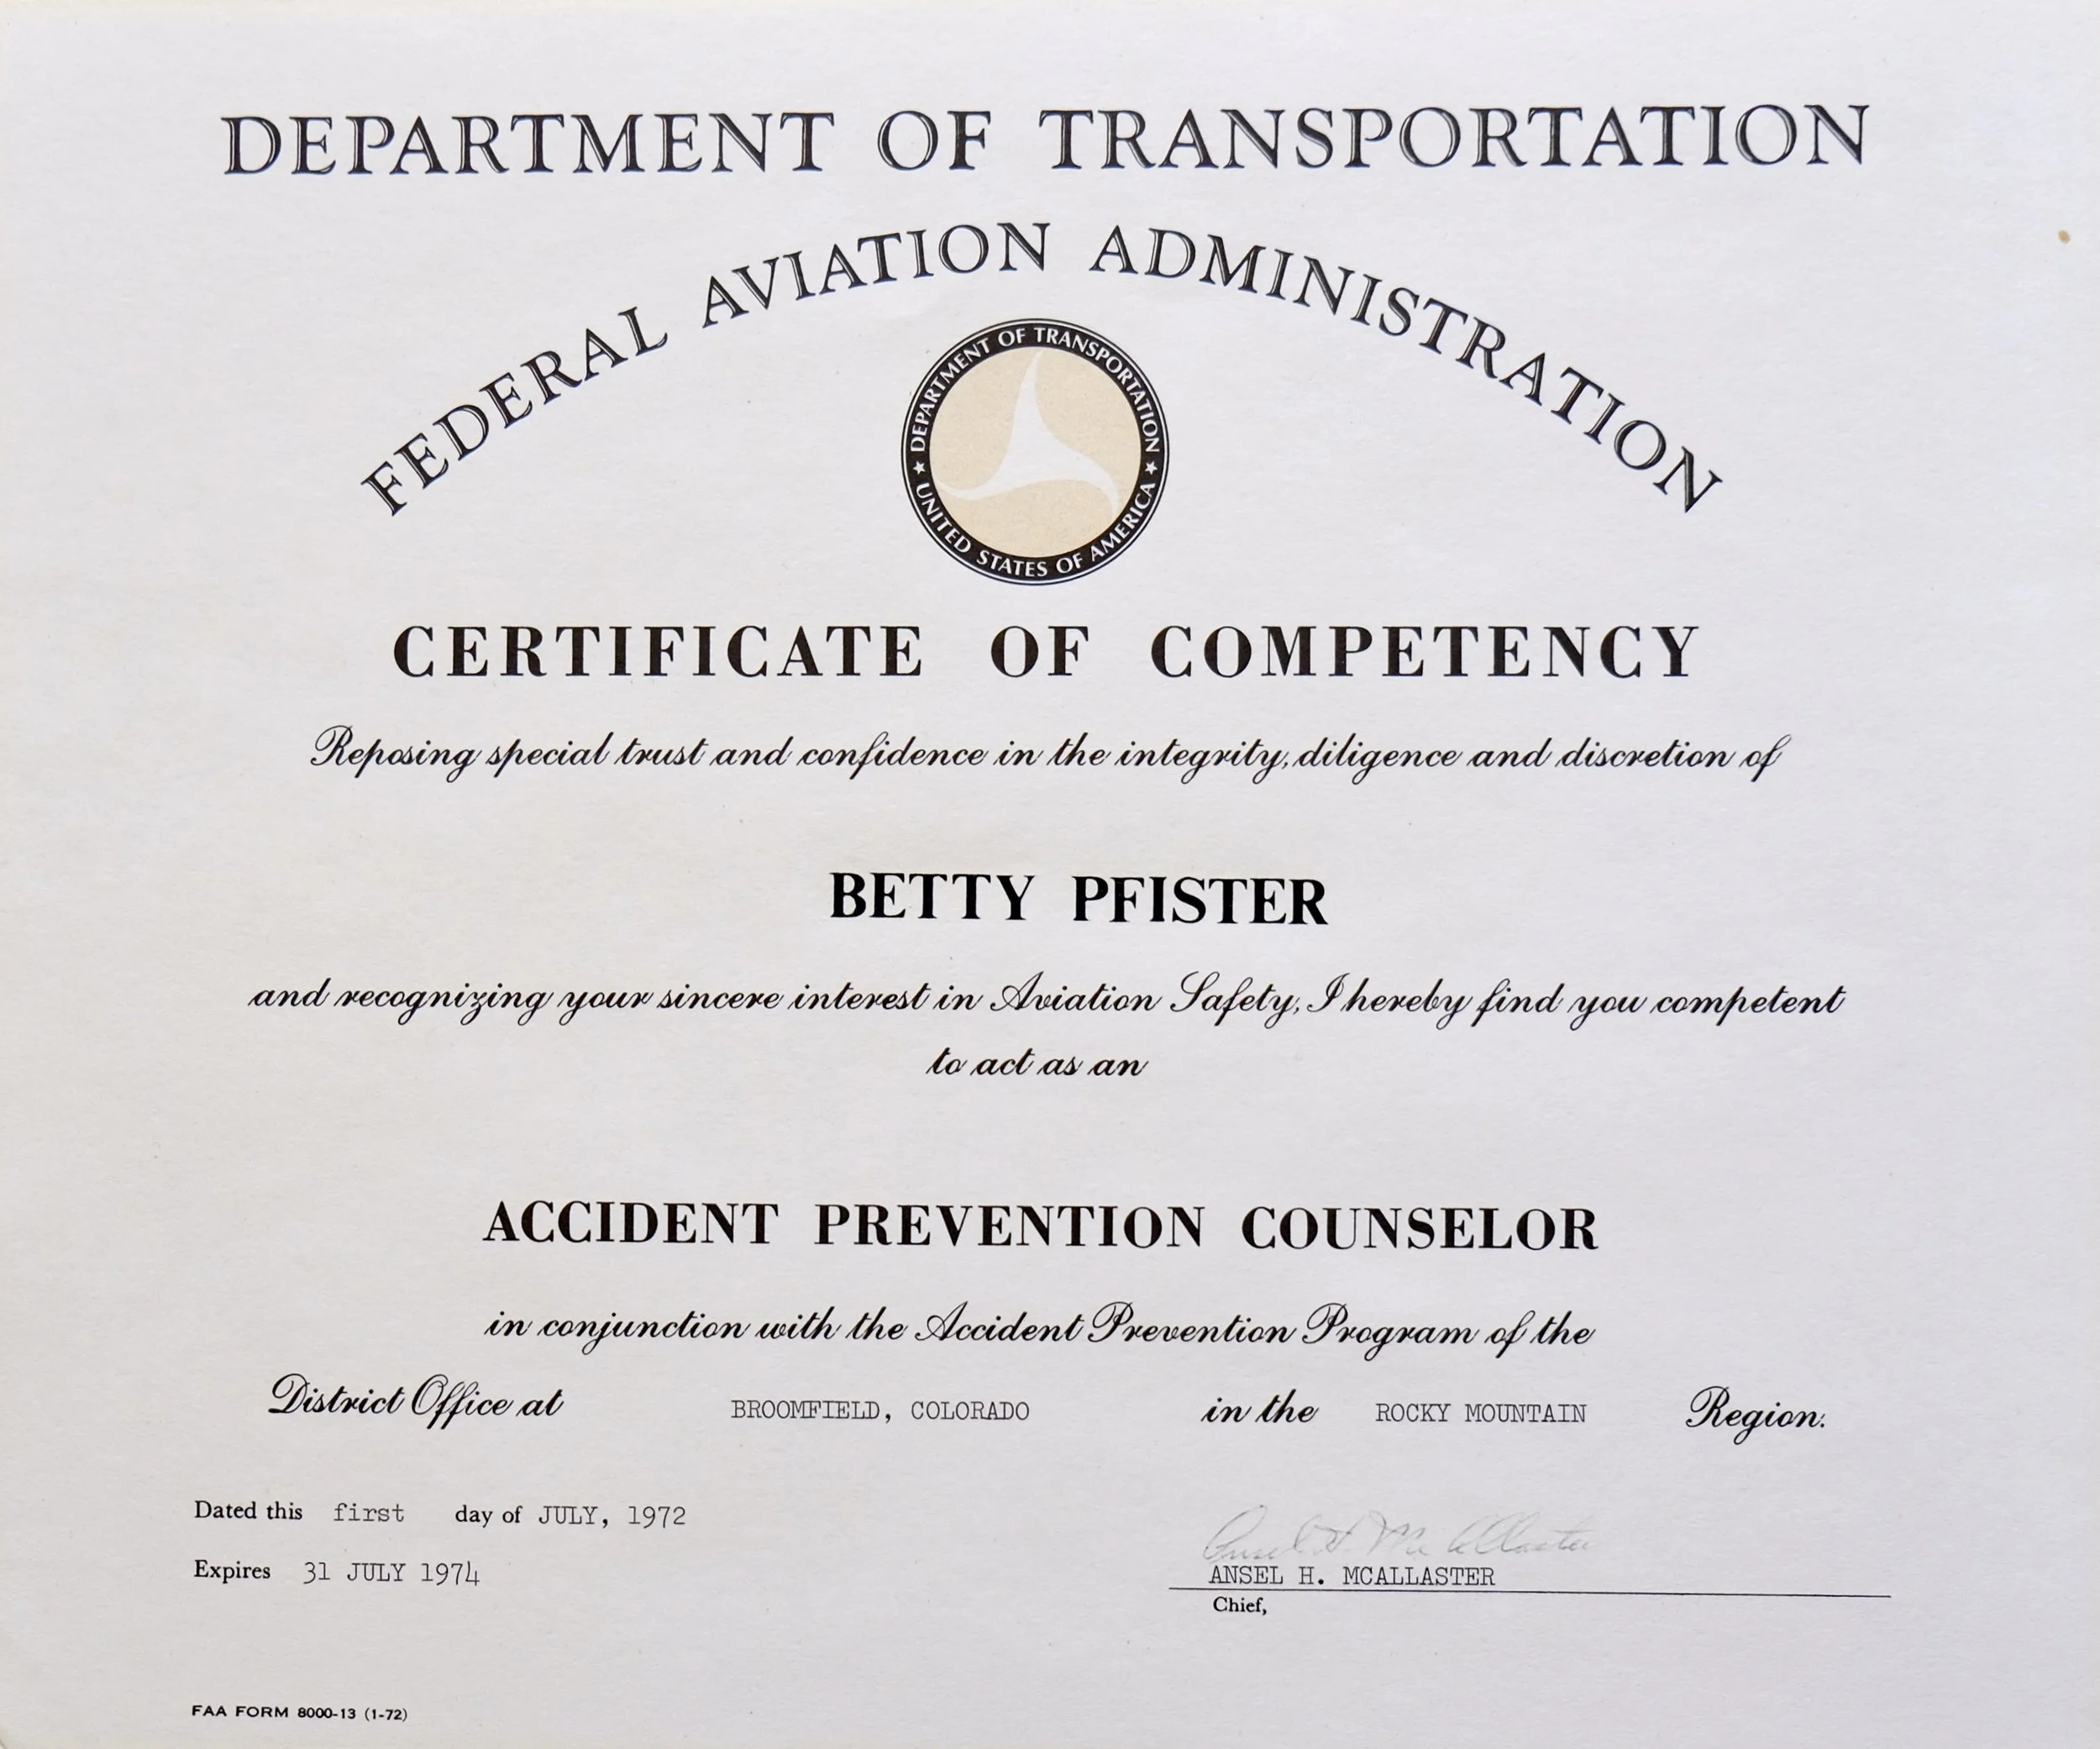 DEPARTMENT OF TRANSPORTATION
FEDERAL AVIATION ADMINISTRATION
★ DEPARTMENT OF TRANSPORTATION ★
UNITED STATES OF AMERICA
CERTIFICATE OF COMPETENCY
Reposing special trust and confidence in the integrity, diligence and discretion of
BETTY PFISTER
and recognizing your sincere interest in Aviation Safety, I hereby find you competent
to act as an
ACCIDENT PREVENTION COUNSELOR
in conjunction with the Accident Prevention Program of the
District Office at BROOMFIELD, COLORADO in the ROCKY MOUNTAIN Region.
Dated this first day of JULY, 1972
Expires 31 JULY 1974
Ansel H. McAllaster
ANSEL H. MCALLASTER
Chief,
FAA FORM 8000-13 (1-72)